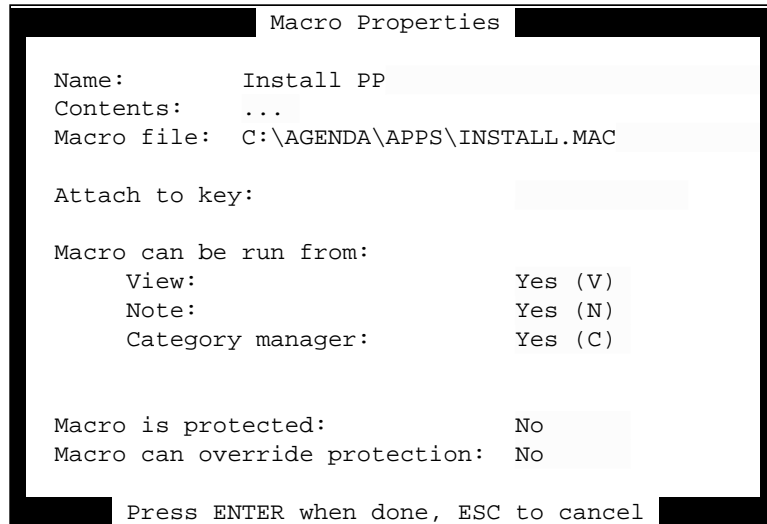 Macro Properties
Name: Install PP
Contents: ...
Macro file: C:\AGENDA\APPS\INSTALL.MAC
Attach to key:
Macro can be run from:
View: Yes (V)
Note: Yes (N)
Category manager: Yes (C)
Macro is protected: No
Macro can override protection: No
Press ENTER when done, ESC to cancel